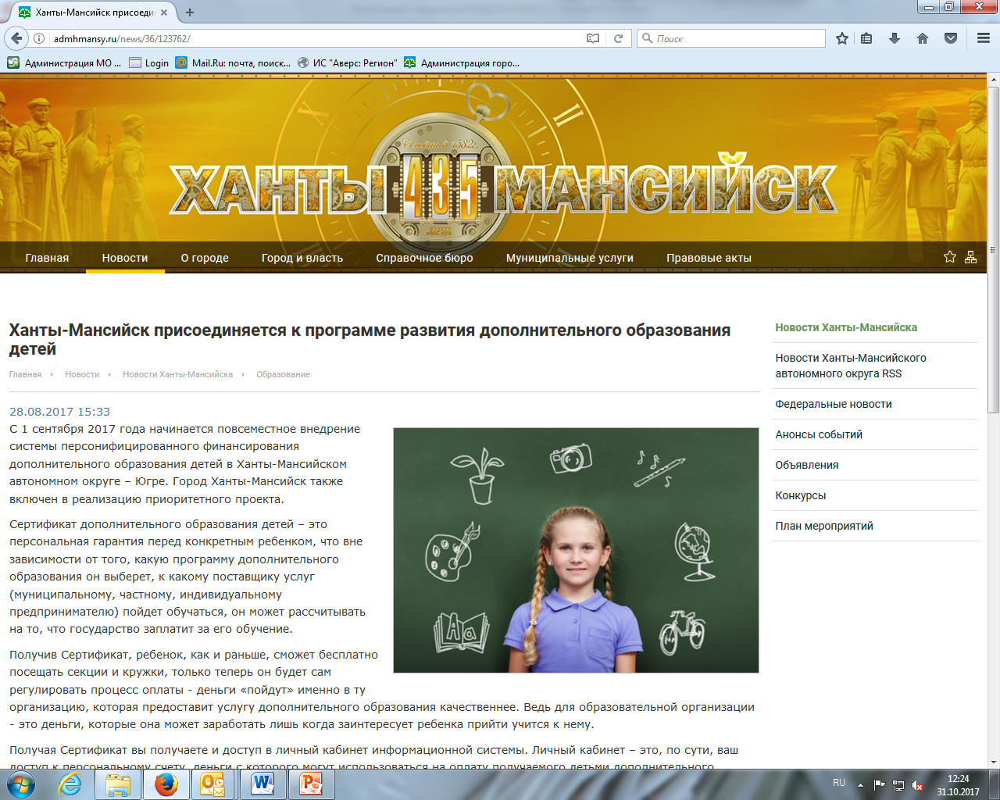 Ханты-Мансийск присоеди
admhmansy.ru/news/36/123762/
Поиск
Администрация МО ...
Login
Mail.Ru: почта, поиск...
ИС "Аверс: Регион"
Администрация горо...
Основан в 1582г.
ХАНТЫ 435 МАНСИЙСК
лет
Главная
Новости
О городе
Город и власть
Справочное бюро
Муниципальные услуги
Правовые акты
Ханты-Мансийск присоединяется к программе развития дополнительного образования
детей
Главная
Новости
Новости Ханты-Мансийска
Образование
28.08.2017 15:33
С 1 сентября 2017 года начинается повсеместное внедрение
системы персонифицированного финансирования
дополнительного образования детей в Ханты-Мансийском
автономном округе – Югре. Город Ханты-Мансийск также
включен в реализацию приоритетного проекта.
Сертификат дополнительного образования детей – это
персональная гарантия перед конкретным ребенком, что вне
зависимости от того, какую программу дополнительного
образования он выберет, к какому поставщику услуг
(муниципальному, частному, индивидуальному
предпринимателю) пойдет обучаться, он может рассчитывать
на то, что государство заплатит за его обучение.
Получив Сертификат, ребенок, как и раньше, сможет бесплатно
посещать секции и кружки, только теперь он будет сам
регулировать процесс оплаты - деньги «пойдут» именно в ту
организацию, которая предоставит услугу дополнительного образования качественнее. Ведь для образовательной организации
- это деньги, которые она может заработать лишь когда заинтересует ребенка прийти учится к нему.
Получая Сертификат вы получаете и доступ в личный кабинет информационной системы. Личный кабинет – это, по сути, ваш
доступ к персональному счету, деньги с которого могут использоваться на оплату получаемого детьми дополнительного
Aa
Новости Ханты-Мансийска
Новости Ханты-Мансийского
автономного округа RSS
Федеральные новости
Анонсы событий
Объявления
Конкурсы
План мероприятий
RU
12:24
31.10.2017